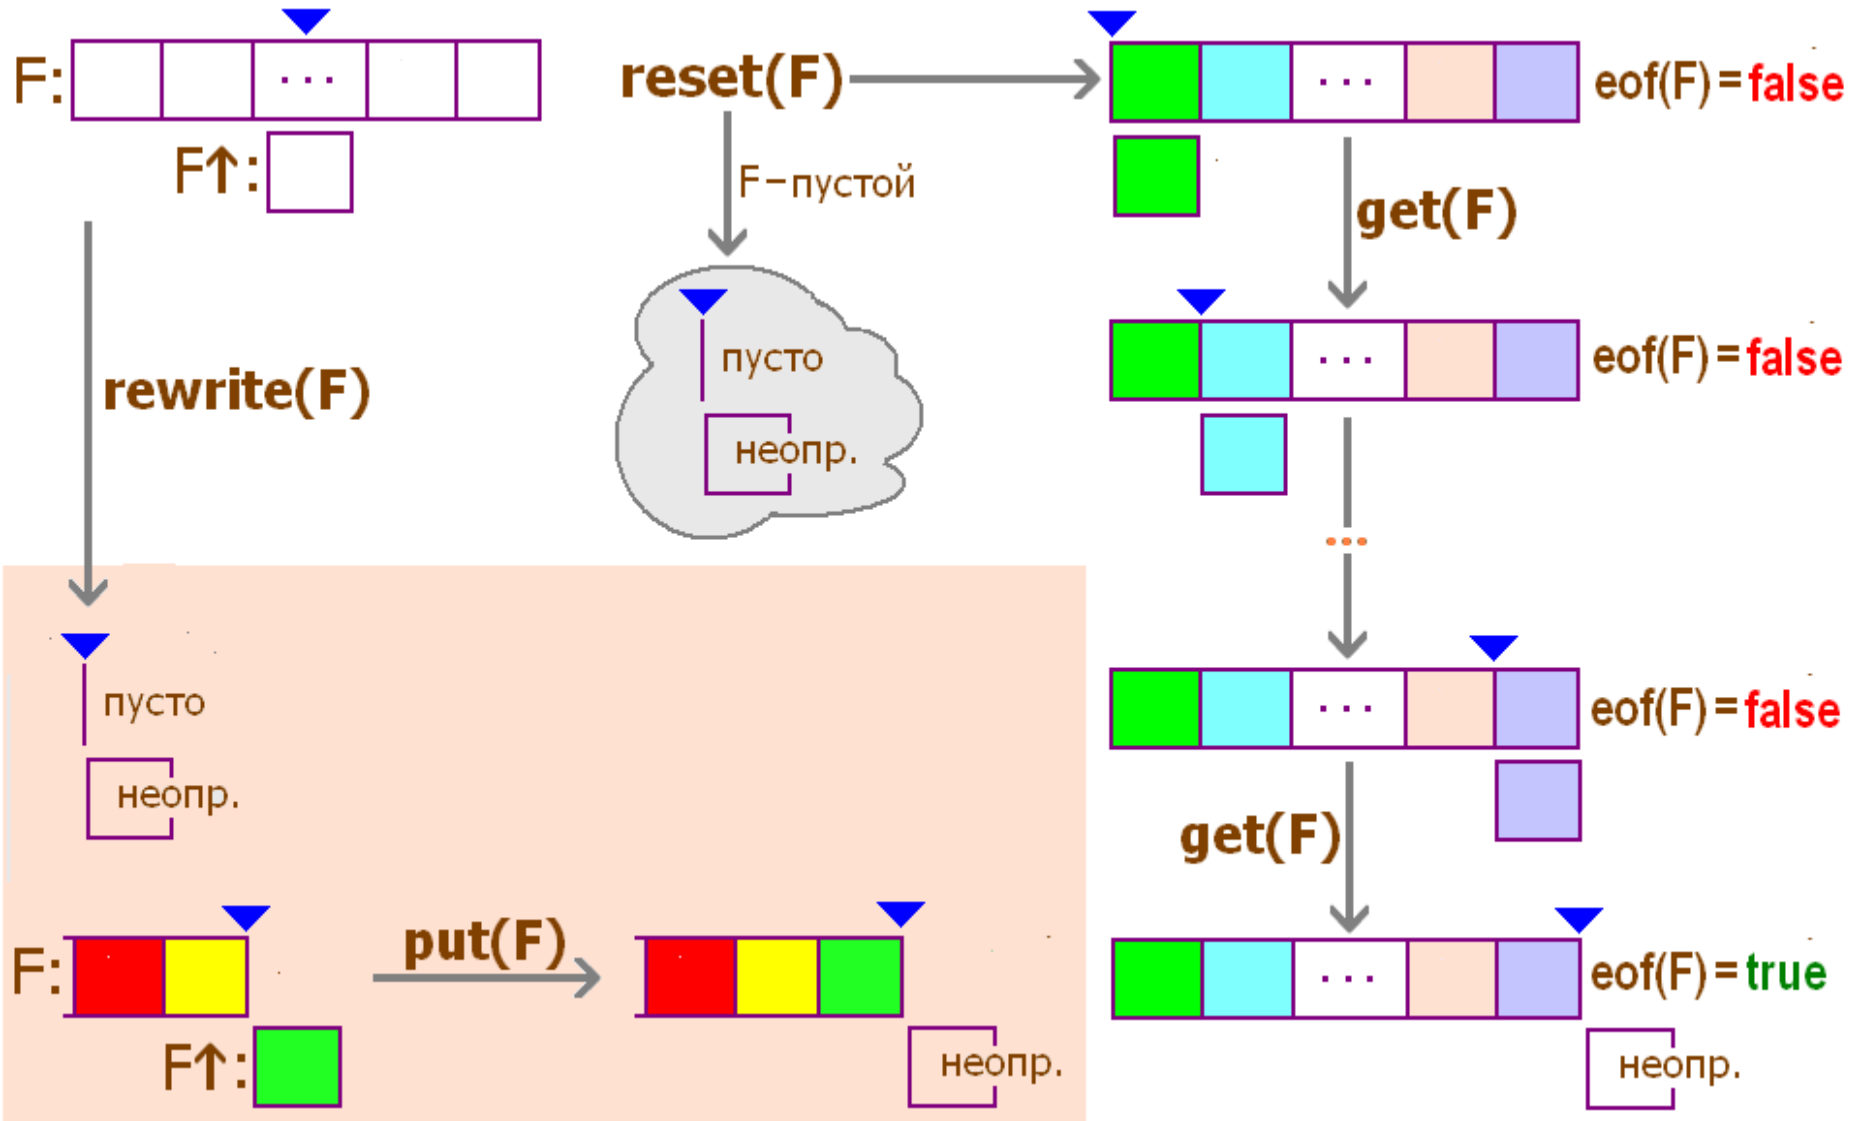 F:
...
F↑:
rewrite(F)
пусто
неопр.
F:
F↑:
put(F)
неопр.
reset(F)
F-пустой
пусто
неопр.
...
eof(F) = false
get(F)
...
eof(F) = false
...
...
eof(F) = false
get(F)
...
eof(F) = true
неопр.